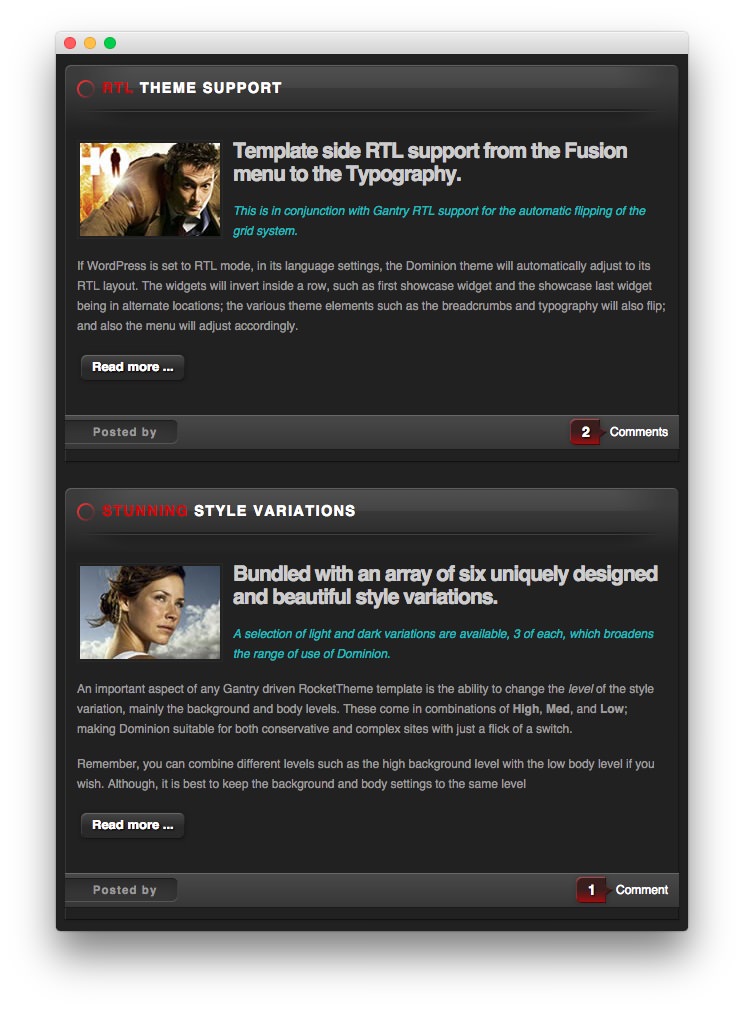 RTL THEME SUPPORT
HO
Template side RTL support from the Fusion
menu to the Typography.
This is in conjunction with Gantry RTL support for the automatic flipping of the
grid system.
If WordPress is set to RTL mode, in its language settings, the Dominion theme will automatically adjust to its
RTL layout. The widgets will invert inside a row, such as first showcase widget and the showcase last widget
being in alternate locations; the various theme elements such as the breadcrumbs and typography will also flip;
and also the menu will adjust accordingly.
Read more ...
Posted by
2 Comments
STUNNING STYLE VARIATIONS
Bundled with an array of six uniquely designed
and beautiful style variations.
A selection of light and dark variations are available, 3 of each, which broadens
the range of use of Dominion.
An important aspect of any Gantry driven RocketTheme template is the ability to change the level of the style
variation, mainly the background and body levels. These come in combinations of High, Med, and Low;
making Dominion suitable for both conservative and complex sites with just a flick of a switch.
Remember, you can combine different levels such as the high background level with the low body level if you
wish. Although, it is best to keep the background and body settings to the same level
Read more ...
Posted by
1 Comment